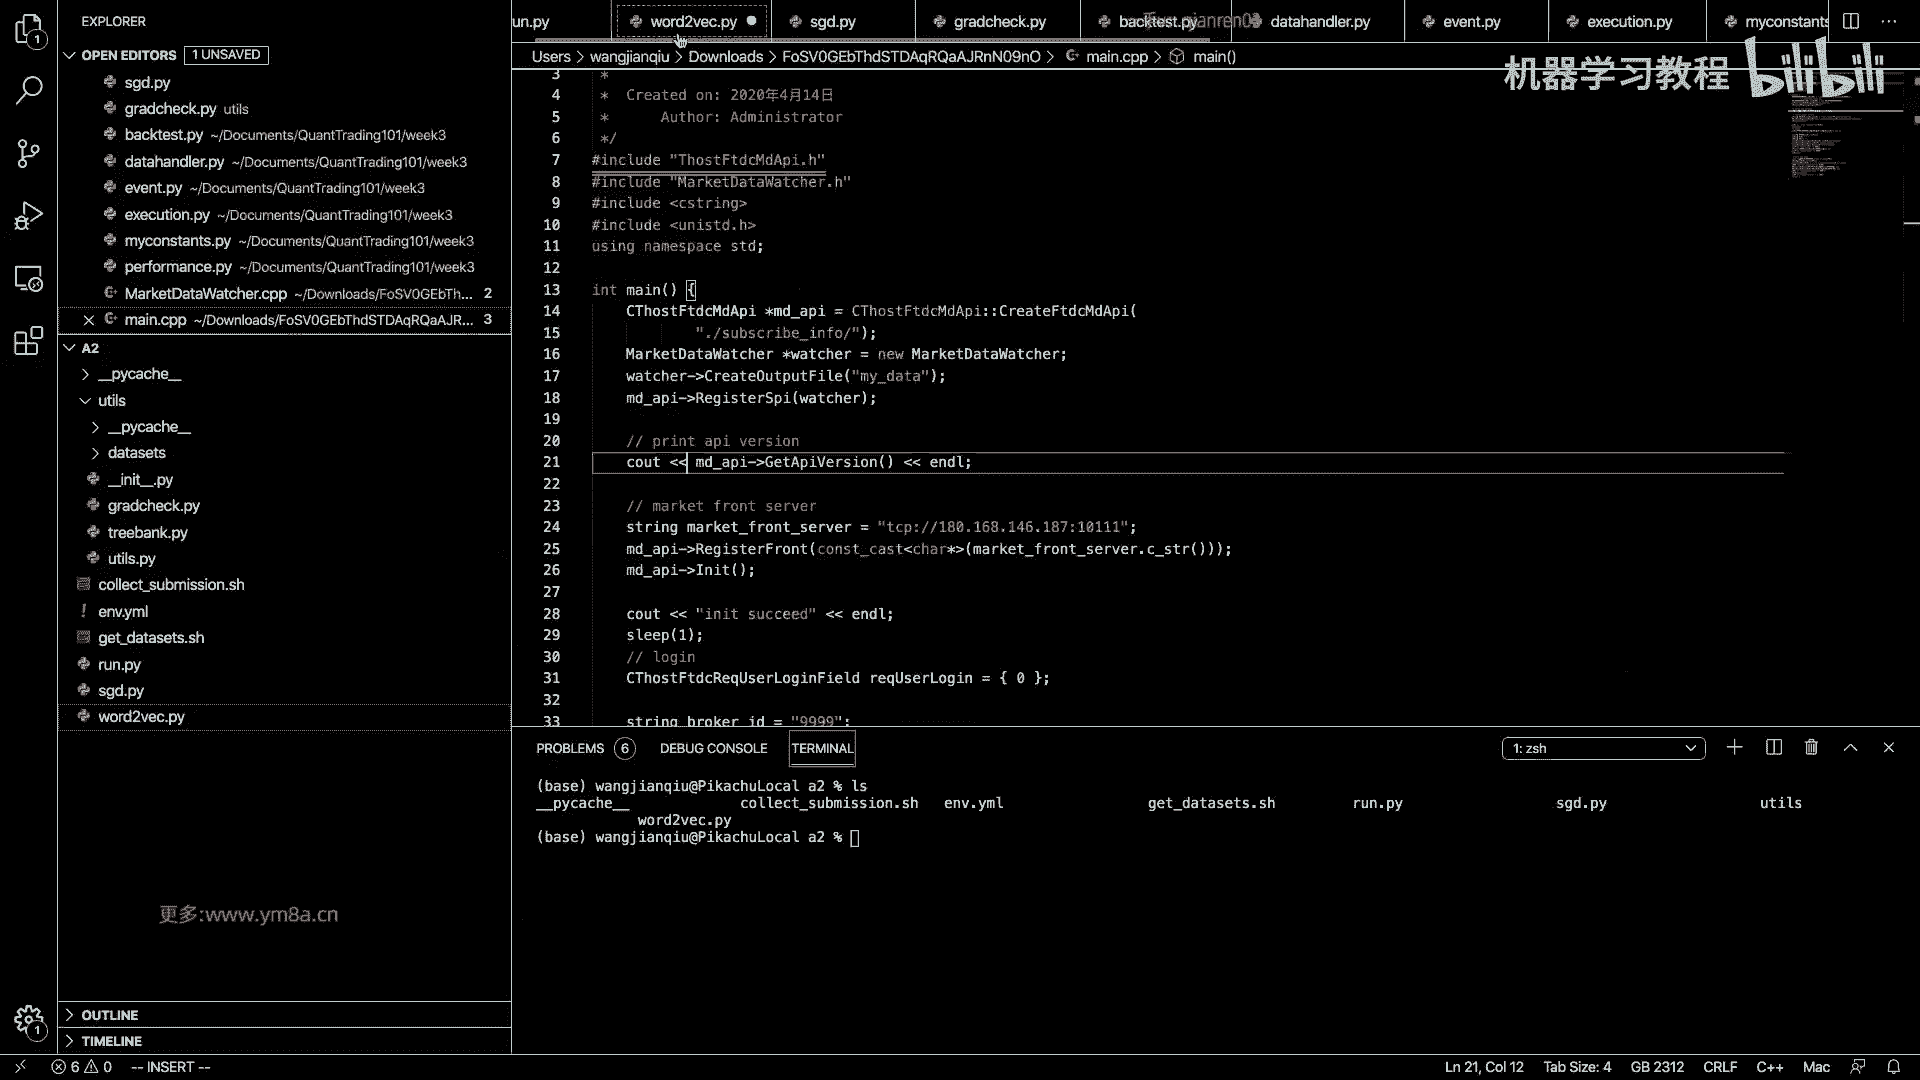 EXPLORER
OPEN EDITORS 1 UNSAVED
sgd.py
gradcheck.py utils
backtest.py ~/Documents/QuantTrading101/week3
datahandler.py ~/Documents/QuantTrading101/week3
event.py ~/Documents/QuantTrading101/week3
execution.py ~/Documents/QuantTrading101/week3
myconstants.py ~/Documents/QuantTrading101/week3
performance.py ~/Documents/QuantTrading101/week3
MarketDataWatcher.cpp ~/Downloads/FoSV0GEbTh... 2
main.cpp ~/Downloads/FoSV0GEbThdSTDAqRQaAJR... 3
A2
__pycache__
utils
__pycache__
datasets
__init__.py
gradcheck.py
treebank.py
utils.py
collect_submission.sh
! env.yml
get_datasets.sh
run.py
sgd.py
word2vec.py
更多:www.ym8a.cn
OUTLINE
TIMELINE
un.py word2vec.py sgd.py gradcheck.py backtest.py datahandler.py event.py execution.py myconstants
Users > wangjianqiu > Downloads > FoSV0GEbThdSTDAqRQaAJRnN09nO > main.cpp > main()
机器学习教程 bilibili
3 *
4 * Created on: 2020年4月14日
5 * Author: Administrator
6 */
7 #include "ThostFtdcMdApi.h"
8 #include "MarketDataWatcher.h"
9 #include <cstring>
10 #include <unistd.h>
11 using namespace std;
12
13 int main() {
14 CThostFtdcMdApi *md_api = CThostFtdcMdApi::CreateFtdcMdApi(
15 "./subscribe_info/");
16 MarketDataWatcher *watcher = new MarketDataWatcher;
17 watcher->CreateOutputFile("my_data");
18 md_api->RegisterSpi(watcher);
19
20 // print api version
21 cout << md_api->GetApiVersion() << endl;
22
23 // market front server
24 string market_front_server = "tcp://180.168.146.187:10111";
25 md_api->RegisterFront(const_cast<char*>(market_front_server.c_str()));
26 md_api->Init();
27
28 cout << "init succeed" << endl;
29 sleep(1);
30 // login
31 CThostFtdcReqUserLoginField reqUserLogin = { 0 };
32
33 string broker_id = "9999";
PROBLEMS 6 DEBUG CONSOLE TERMINAL 1: zsh
(base) wangjianqiu@PikachuLocal a2 % ls
__pycache__ collect_submission.sh env.yml get_datasets.sh run.py sgd.py utils
word2vec.py
(base) wangjianqiu@PikachuLocal a2 %
6 0 -- INSERT -- Ln 21, Col 12 Tab Size: 4 GB 2312 CRLF C++ Mac